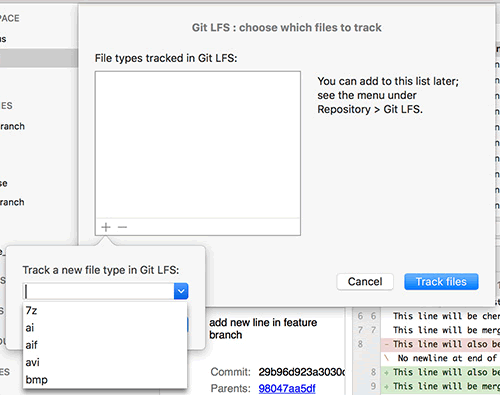 PACE
Git LFS : choose which files to track
us
File types tracked in Git LFS:
You can add to this list later;
see the menu under
Repository > Git LFS.
ES
ranch
se
ranch
+ −
e_
Track a new file type in Git LFS:
Cancel
Track files
7z
ai
aif
avi
bmp
add new line in feature
branch
Commit: 29b96d923a3030
Parents: 98047aa5df
6 6 This line will be cher
7 7 This line will be merg
8 - This line will also be
\ No newline at end of
8 + This line will also be
9 + This line will be merg